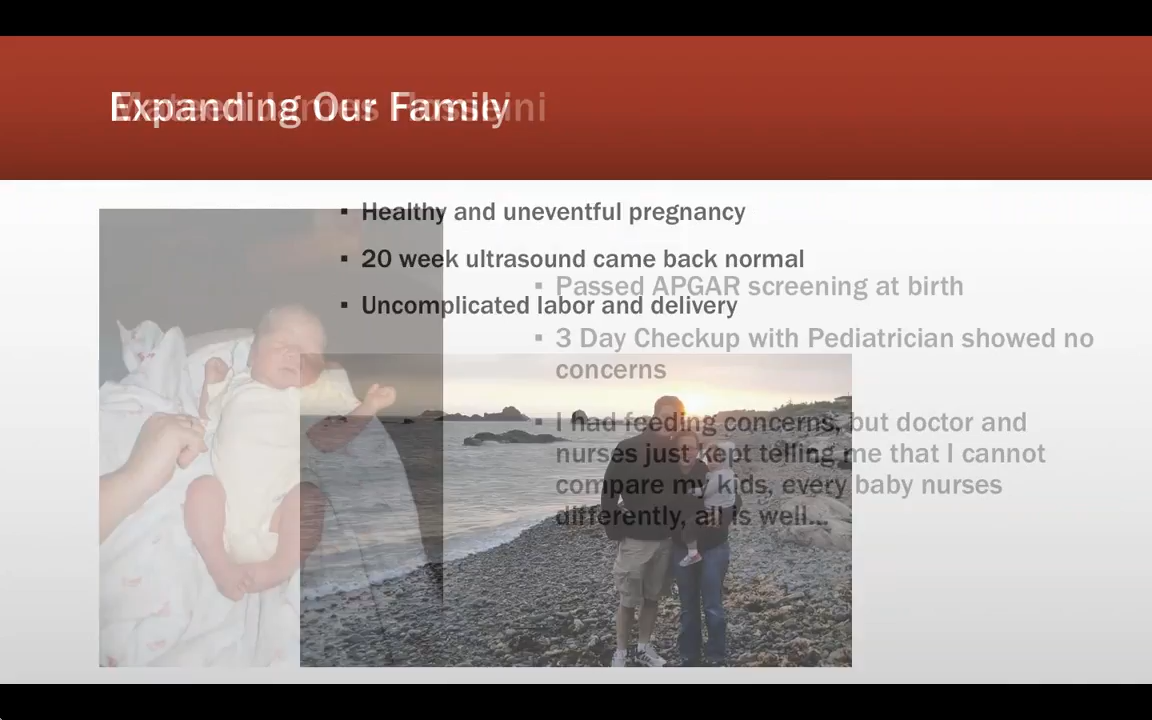 Expanding Our Family
▪ Healthy and uneventful pregnancy
▪ 20 week ultrasound came back normal
▪ Uncomplicated labor and delivery
▪ Passed APGAR screening at birth
▪ 3 Day Checkup with Pediatrician showed no
concerns
▪ I had feeding concerns, but doctor and
nurses just kept telling me that I cannot
compare my kids, every baby nurses
differently, all is well...